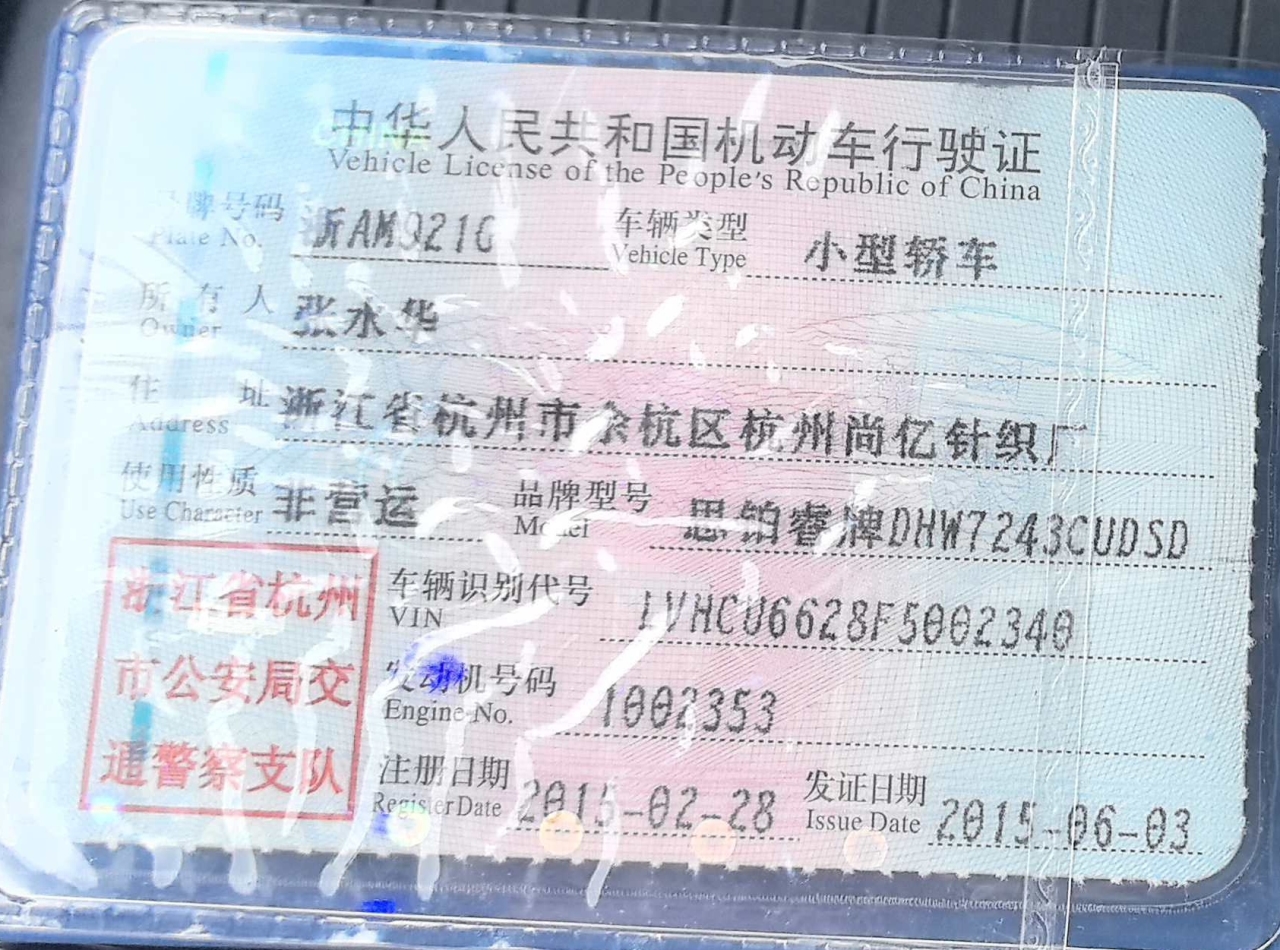 中华人民共和国机动车行驶证
Vehicle License of the People's Republic of China
号牌号码 浙AM921G 车辆类型 小型轿车
Plate No. Vehicle Type
所有人 张水华
Owner
住址 浙江省杭州市余杭区杭州尚亿针织厂
Address
使用性质 非营运 品牌型号 思铂睿牌DHW7243CUDSD
Use Character Model
车辆识别代号 LVHCU6628F5002340
VIN
发动机号码 1002353
Engine No.
注册日期 2015-02-28 发证日期 2015-06-03
Register Date Issue Date
浙江省杭州
市公安局交
通警察支队